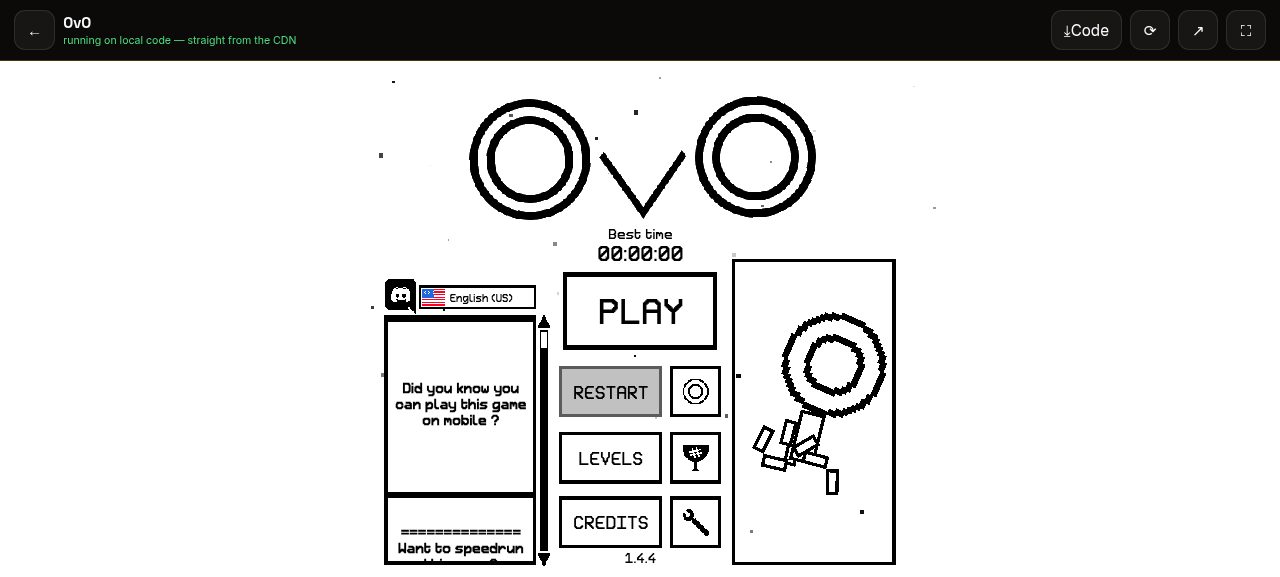 OvO
running on local code — straight from the CDN
Code
OvO
Best time
00:00:00
English (US)
PLAY
Did you know you
can play this game
on mobile ?
RESTART
LEVELS
CREDITS
==============
Want to speedrun
1.4.4